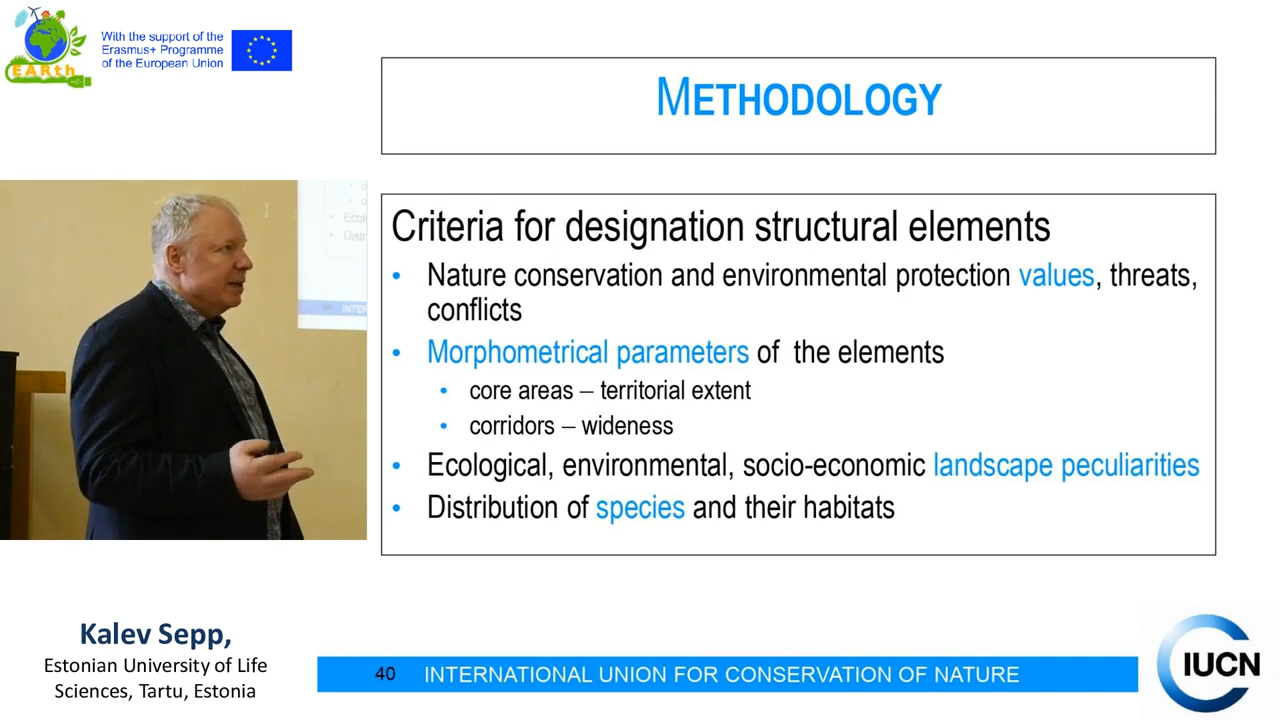 With the support of the
Erasmus+ Programme
of the European Union
EARth
METHODOLOGY
Criteria for designation structural elements
• Nature conservation and environmental protection values, threats,
conflicts
• Morphometrical parameters of the elements
• core areas – territorial extent
• corridors – wideness
• Ecological, environmental, socio-economic landscape peculiarities
• Distribution of species and their habitats
Kalev Sepp,
Estonian University of Life
Sciences, Tartu, Estonia
40 INTERNATIONAL UNION FOR CONSERVATION OF NATURE
IUCN